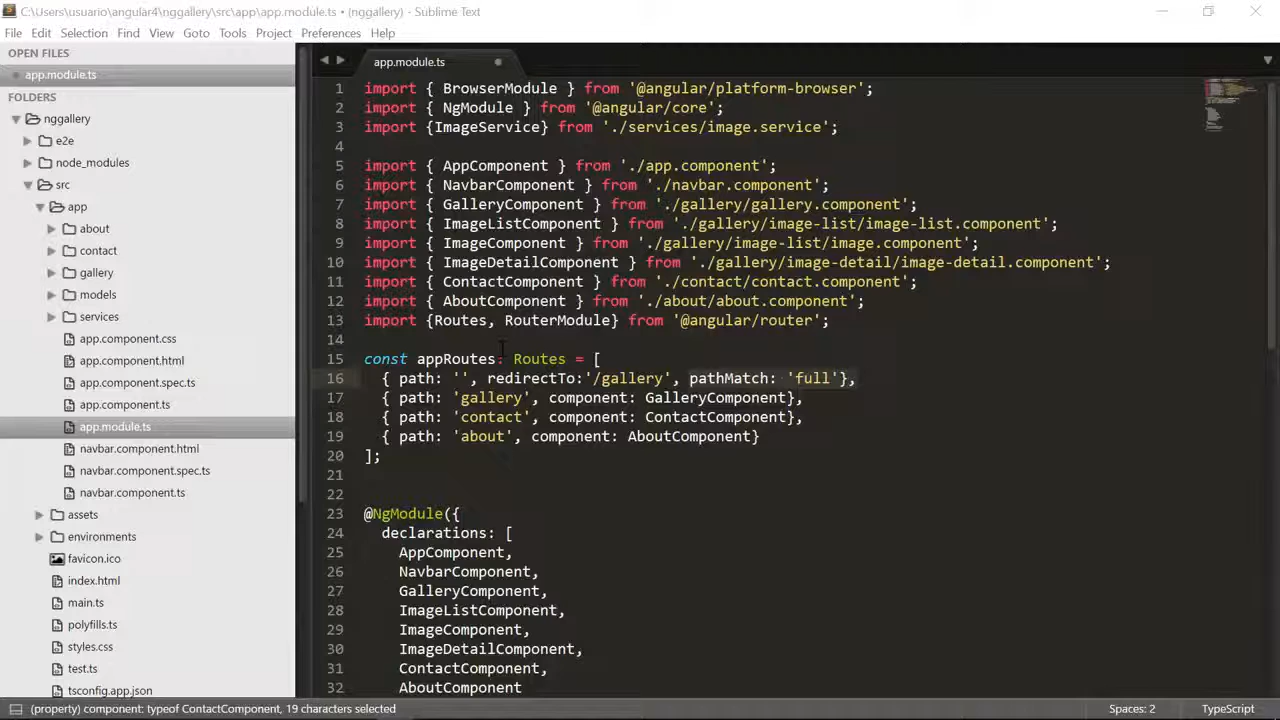 C:\Users\usuario\angular4\nggallery\src\app\app.module.ts • (nggallery) - Sublime Text
File Edit Selection Find View Goto Tools Project Preferences Help
OPEN FILES
app.module.ts
FOLDERS
nggallery
e2e
node_modules
src
app
about
contact
gallery
models
services
app.component.css
app.component.html
app.component.spec.ts
app.component.ts
app.module.ts
navbar.component.html
navbar.component.spec.ts
navbar.component.ts
assets
environments
favicon.ico
index.html
main.ts
polyfills.ts
styles.css
test.ts
tsconfig.app.json
app.module.ts
1 import { BrowserModule } from '@angular/platform-browser';
2 import { NgModule } from '@angular/core';
3 import {ImageService} from './services/image.service';
4
5 import { AppComponent } from './app.component';
6 import { NavbarComponent } from './navbar.component';
7 import { GalleryComponent } from './gallery/gallery.component';
8 import { ImageListComponent } from './gallery/image-list/image-list.component';
9 import { ImageComponent } from './gallery/image-list/image.component';
10 import { ImageDetailComponent } from './gallery/image-detail/image-detail.component';
11 import { ContactComponent } from './contact/contact.component';
12 import { AboutComponent } from './about/about.component';
13 import {Routes, RouterModule} from '@angular/router';
14
15 const appRoutes: Routes = [
16 { path: '', redirectTo:'/gallery', pathMatch: 'full'},
17 { path: 'gallery', component: GalleryComponent},
18 { path: 'contact', component: ContactComponent},
19 { path: 'about', component: AboutComponent}
20 ];
21
22
23 @NgModule({
24 declarations: [
25 AppComponent,
26 NavbarComponent,
27 GalleryComponent,
28 ImageListComponent,
29 ImageComponent,
30 ImageDetailComponent,
31 ContactComponent,
32 AboutComponent
(property) component: typeof ContactComponent, 19 characters selected
Spaces: 2
TypeScript